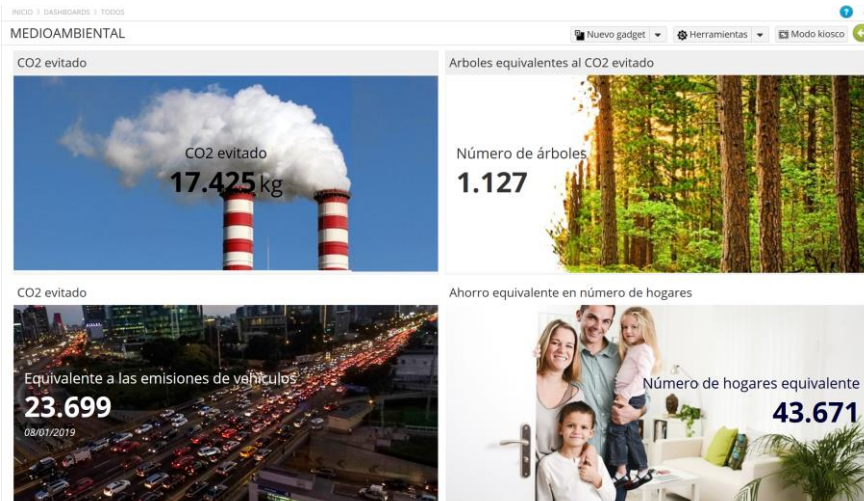 INICIO > DASHBOARDS > TODOS
?
MEDIOAMBIENTAL
Nuevo gadget
Herramientas
Modo kiosco
CO2 evitado
Arboles equivalentes al CO2 evitado
CO2 evitado
17.425 kg
Número de árboles
1.127
CO2 evitado
Ahorro equivalente en número de hogares
Equivalente a las emisiones de vehículos
23.699
08/01/2019
Número de hogares equivalente
43.671